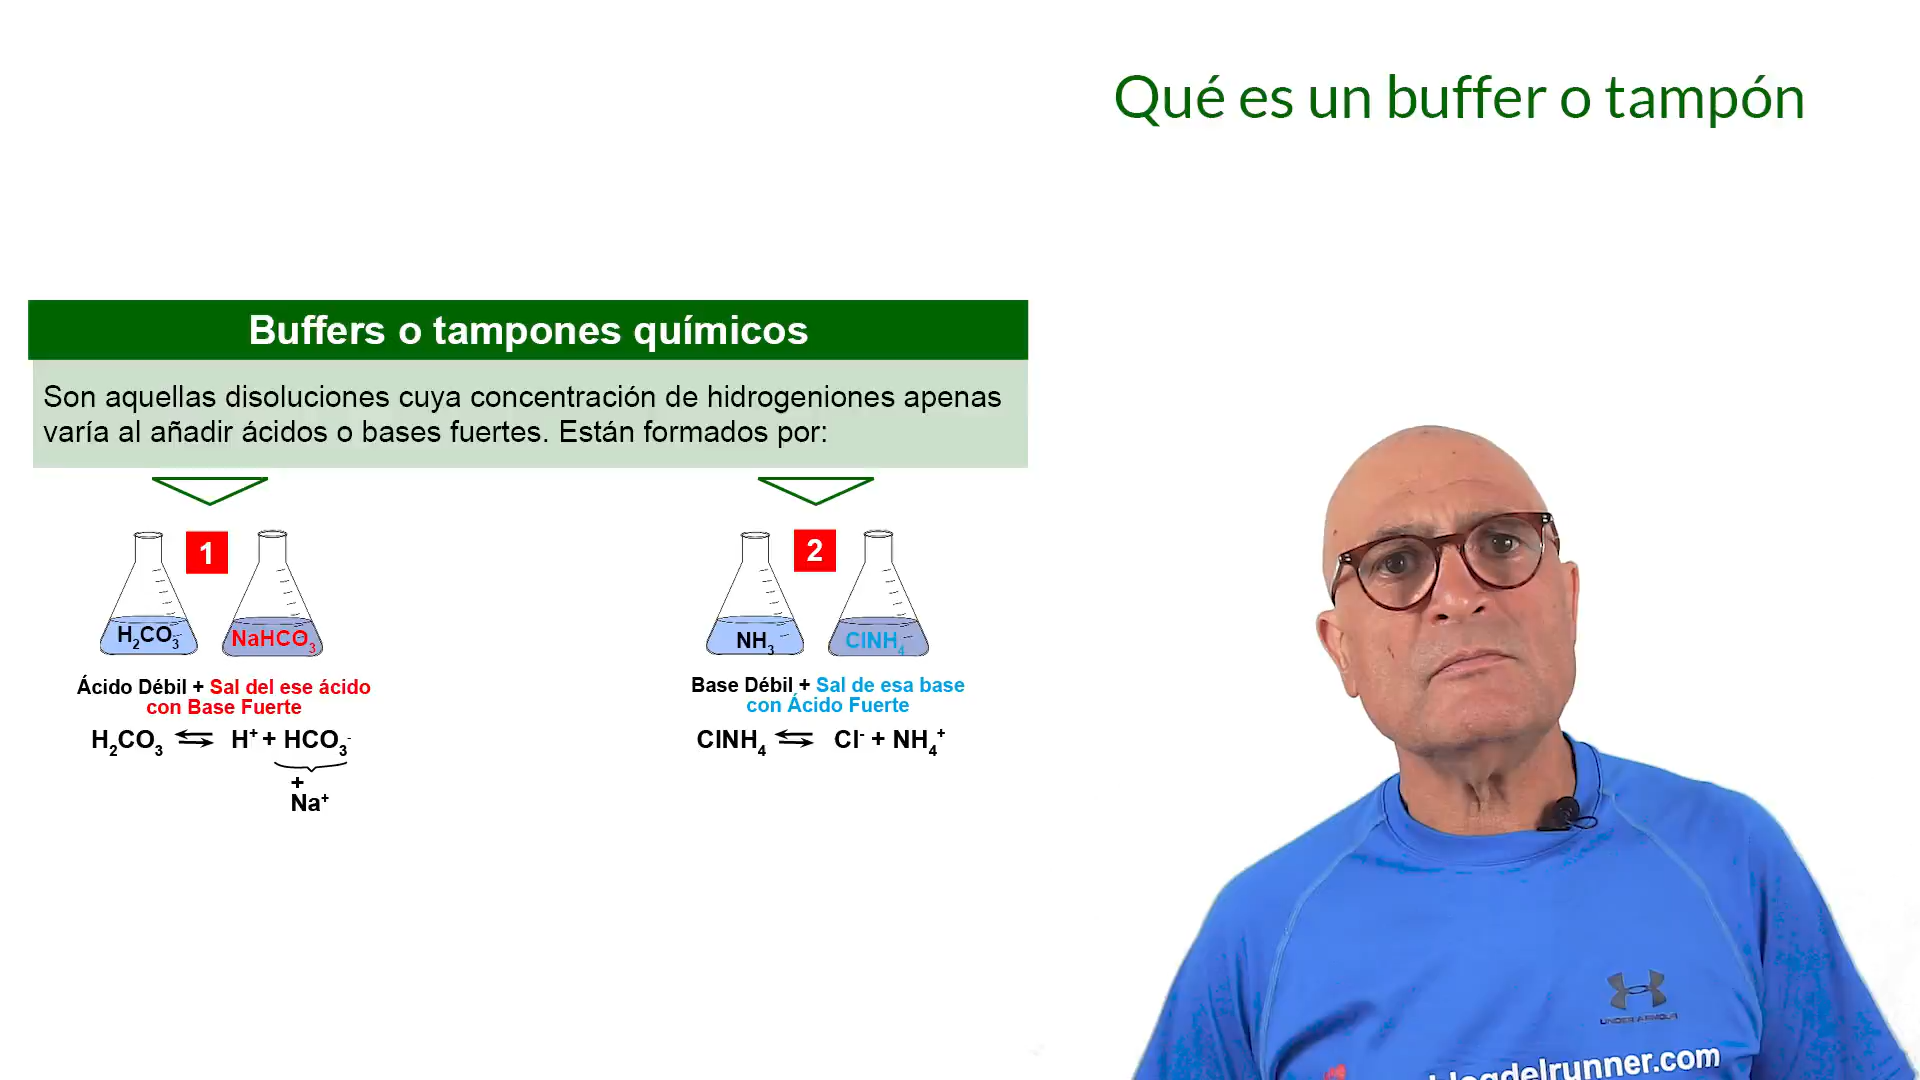 Qué es un buffer o tampón
Buffers o tampones químicos
Son aquellas disoluciones cuya concentración de hidrogeniones apenas
varía al añadir ácidos o bases fuertes. Están formados por:
1
H₂CO₃
NaHCO₃
Ácido Débil + Sal del ese ácido
con Base Fuerte
H₂CO₃ ⇌ H⁺ + HCO₃⁻
+
Na⁺
2
NH₃
ClNH₄
Base Débil + Sal de esa base
con Ácido Fuerte
ClNH₄ ⇌ Cl⁻ + NH₄⁺
UNDER ARMOUR
blogdelrunner.com